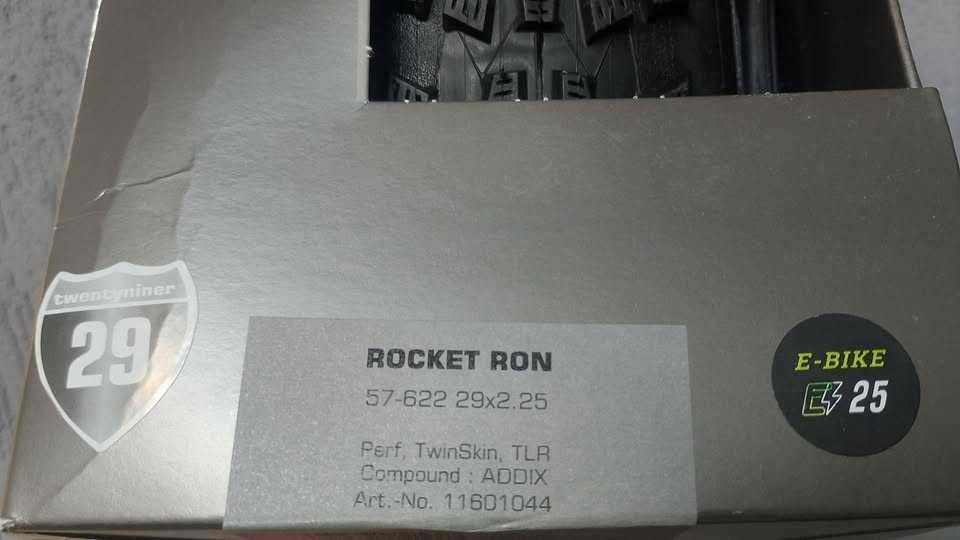 twentyniner
29
ROCKET RON
57-622 29x2.25
Perf, TwinSkin, TLR
Compound : ADDIX
Art.-No. 11601044
E-BIKE
E 25